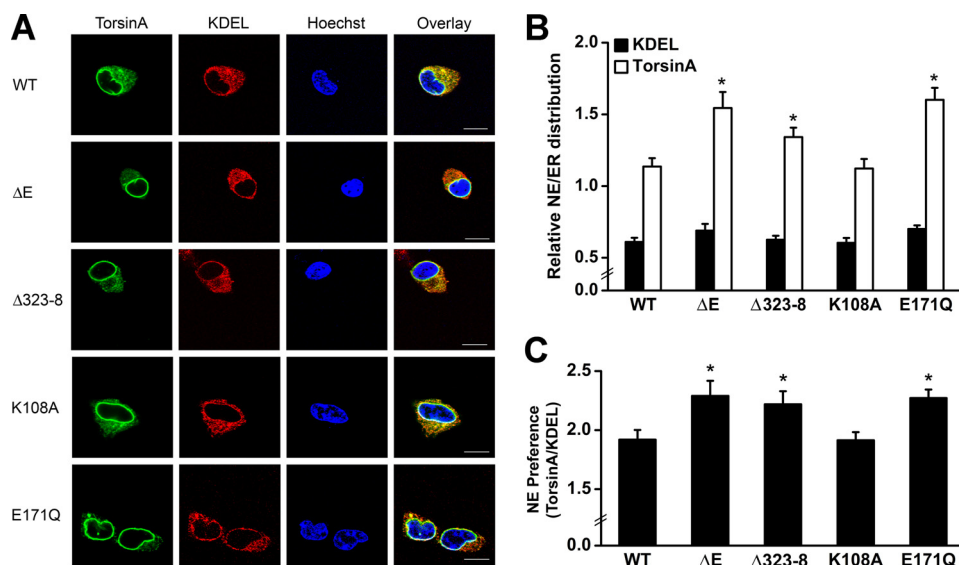 A
TorsinA KDEL Hoechst Overlay
WT
ΔE
Δ323-8
K108A
E171Q
B
Relative NE/ER distribution
2.0
1.5
1.0
0.5
0.0
KDEL
TorsinA
* * *
WT ΔE Δ323-8 K108A E171Q
C
NE Preference
(TorsinA/KDEL)
2.5
2.0
1.5
0.0
* * *
WT ΔE Δ323-8 K108A E171Q